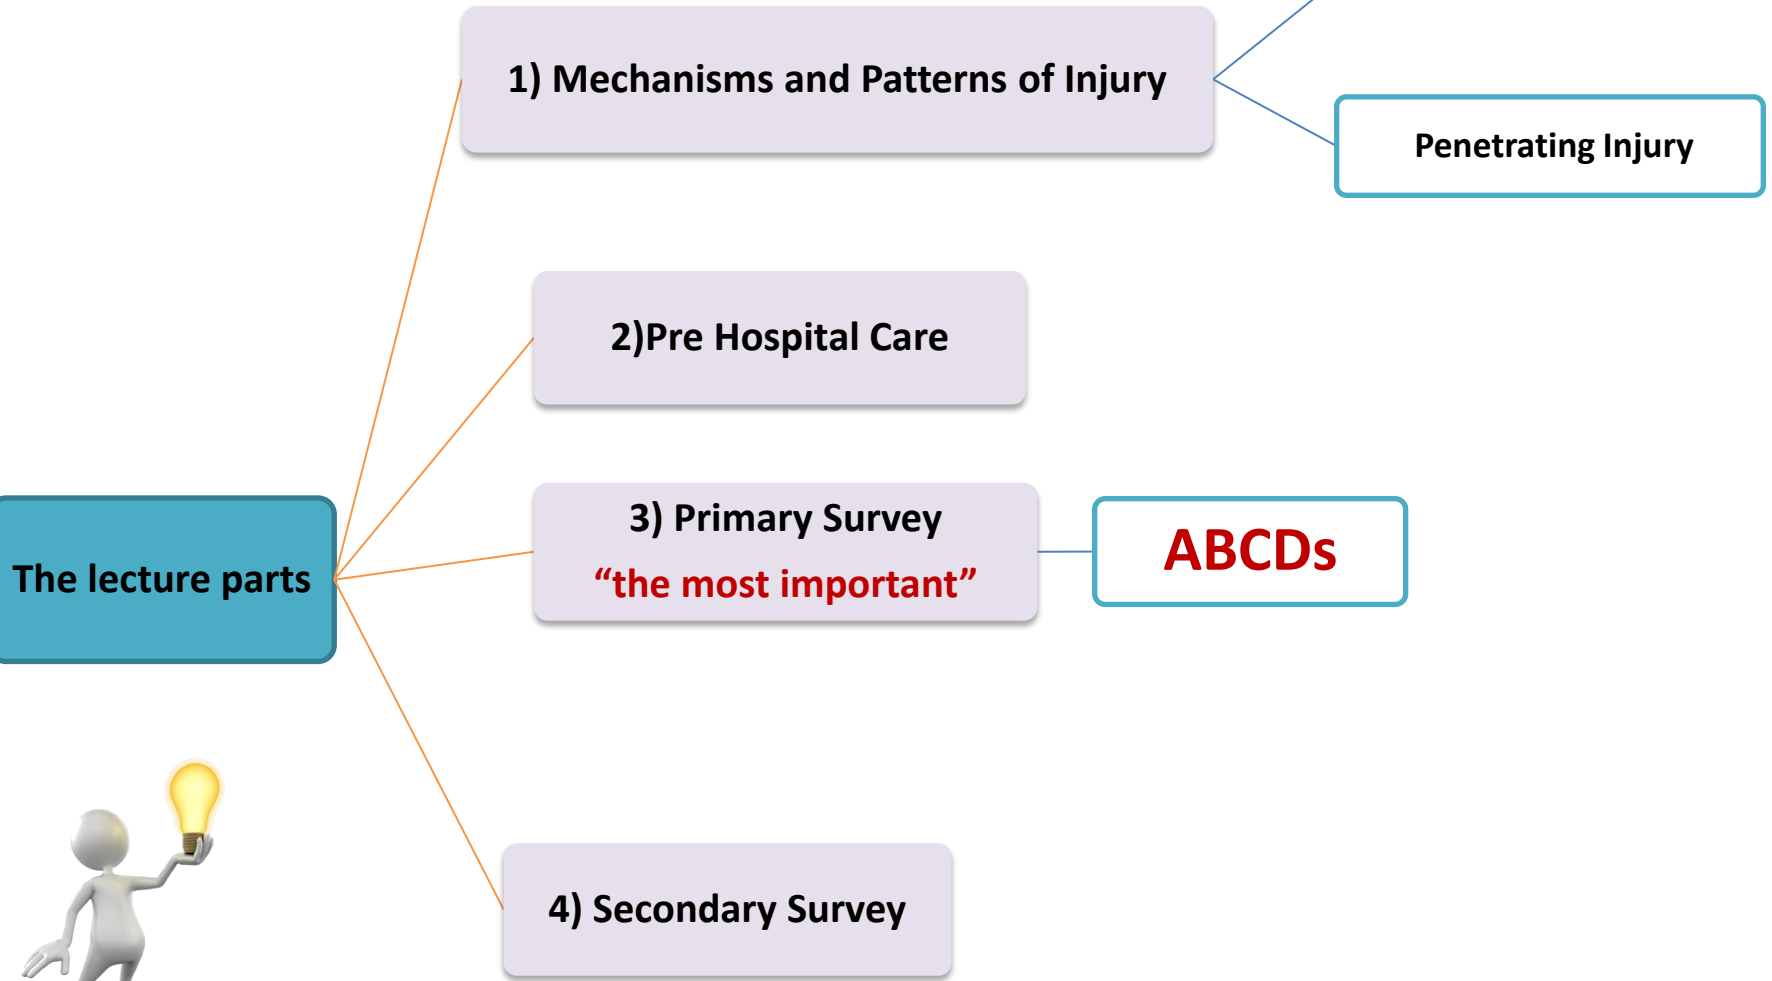 1) Mechanisms and Patterns of Injury
Penetrating Injury
2)Pre Hospital Care
3) Primary Survey
“the most important”
ABCDs
The lecture parts
4) Secondary Survey